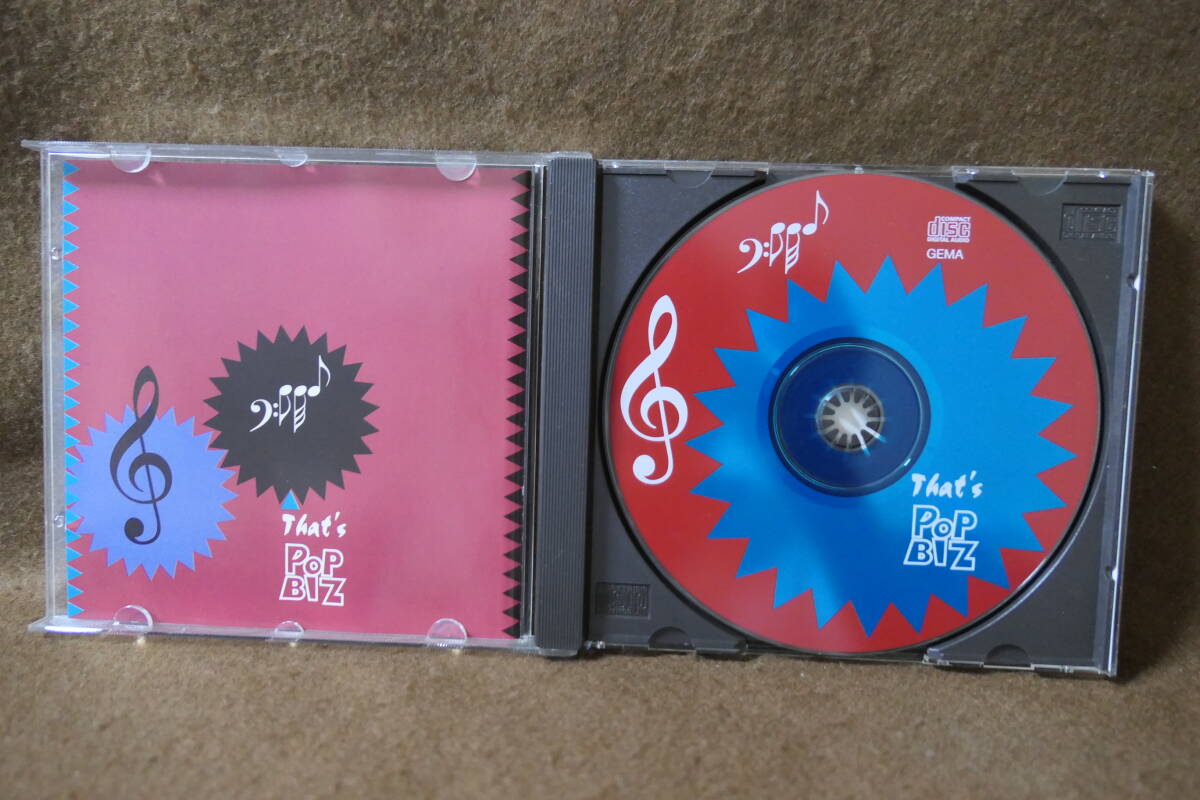 That's
POP
BIZ
COMPACT
disc
DIGITAL AUDIO
GEMA
That's
POP
BIZ